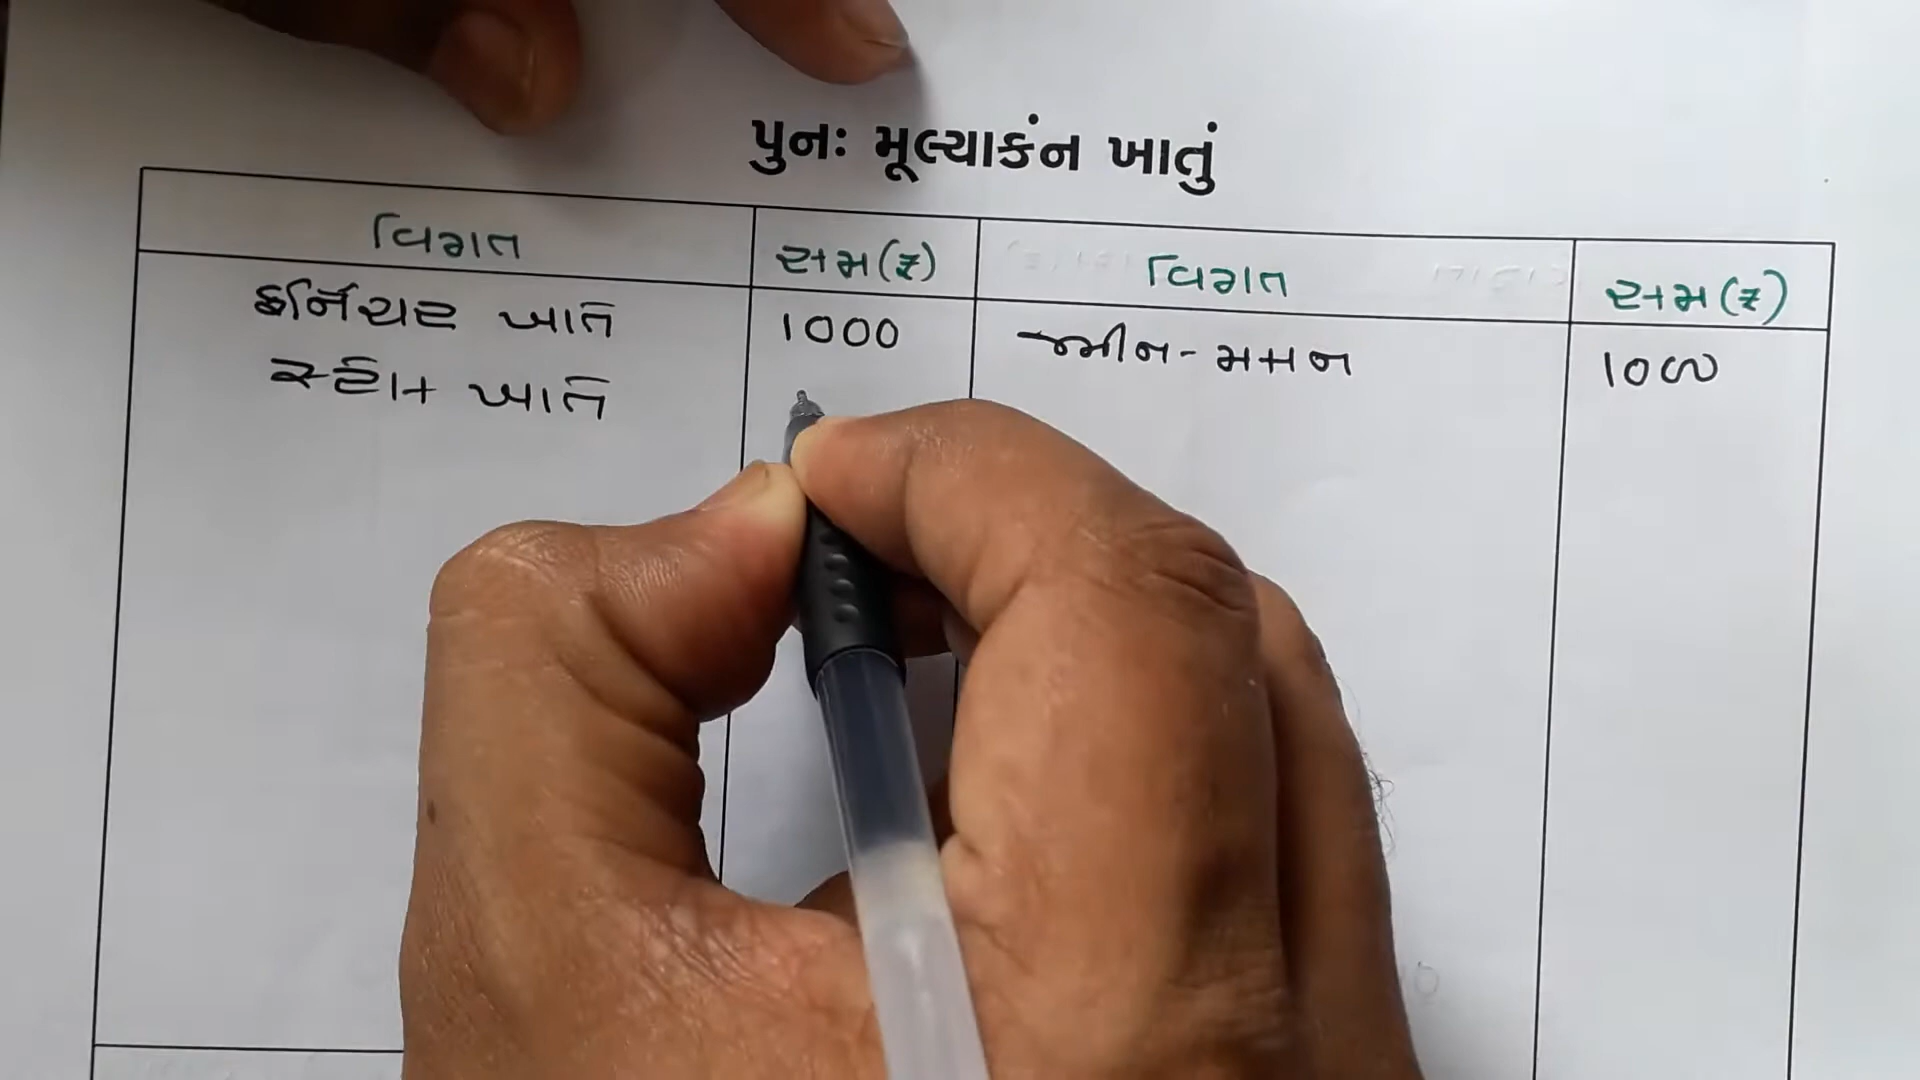 પુનઃ મૂલ્યાકંન ખાતું
વિગત રકમ(₹) વિગત રકમ(₹)
ફર્નિચર ખાતે 1000 જમીન-મકાન 1000
સ્ટોક ખાતે